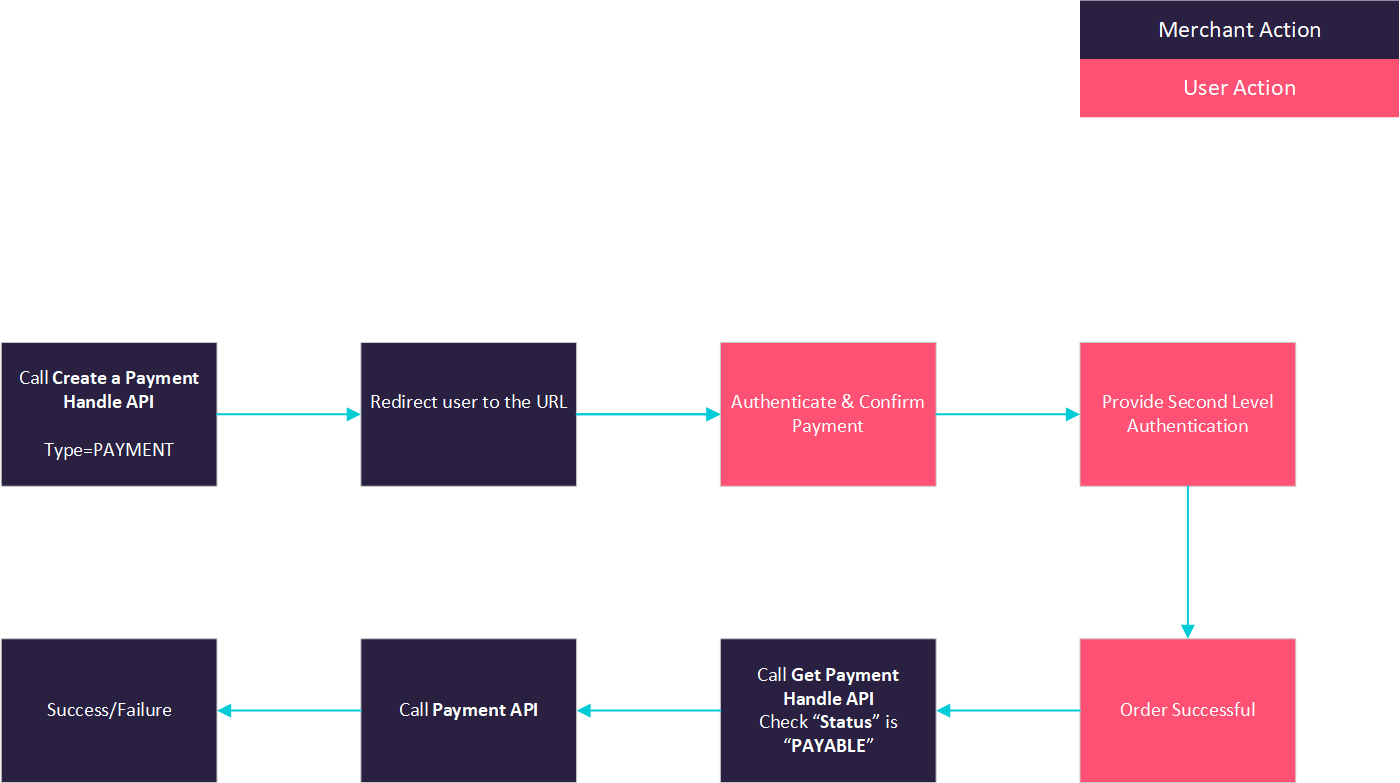 Merchant Action
User Action
Call Create a Payment
Handle API
Type=PAYMENT
Redirect user to the URL
Authenticate & Confirm
Payment
Provide Second Level
Authentication
Success/Failure
Call Payment API
Call Get Payment
Handle API
Check “Status” is
“PAYABLE”
Order Successful